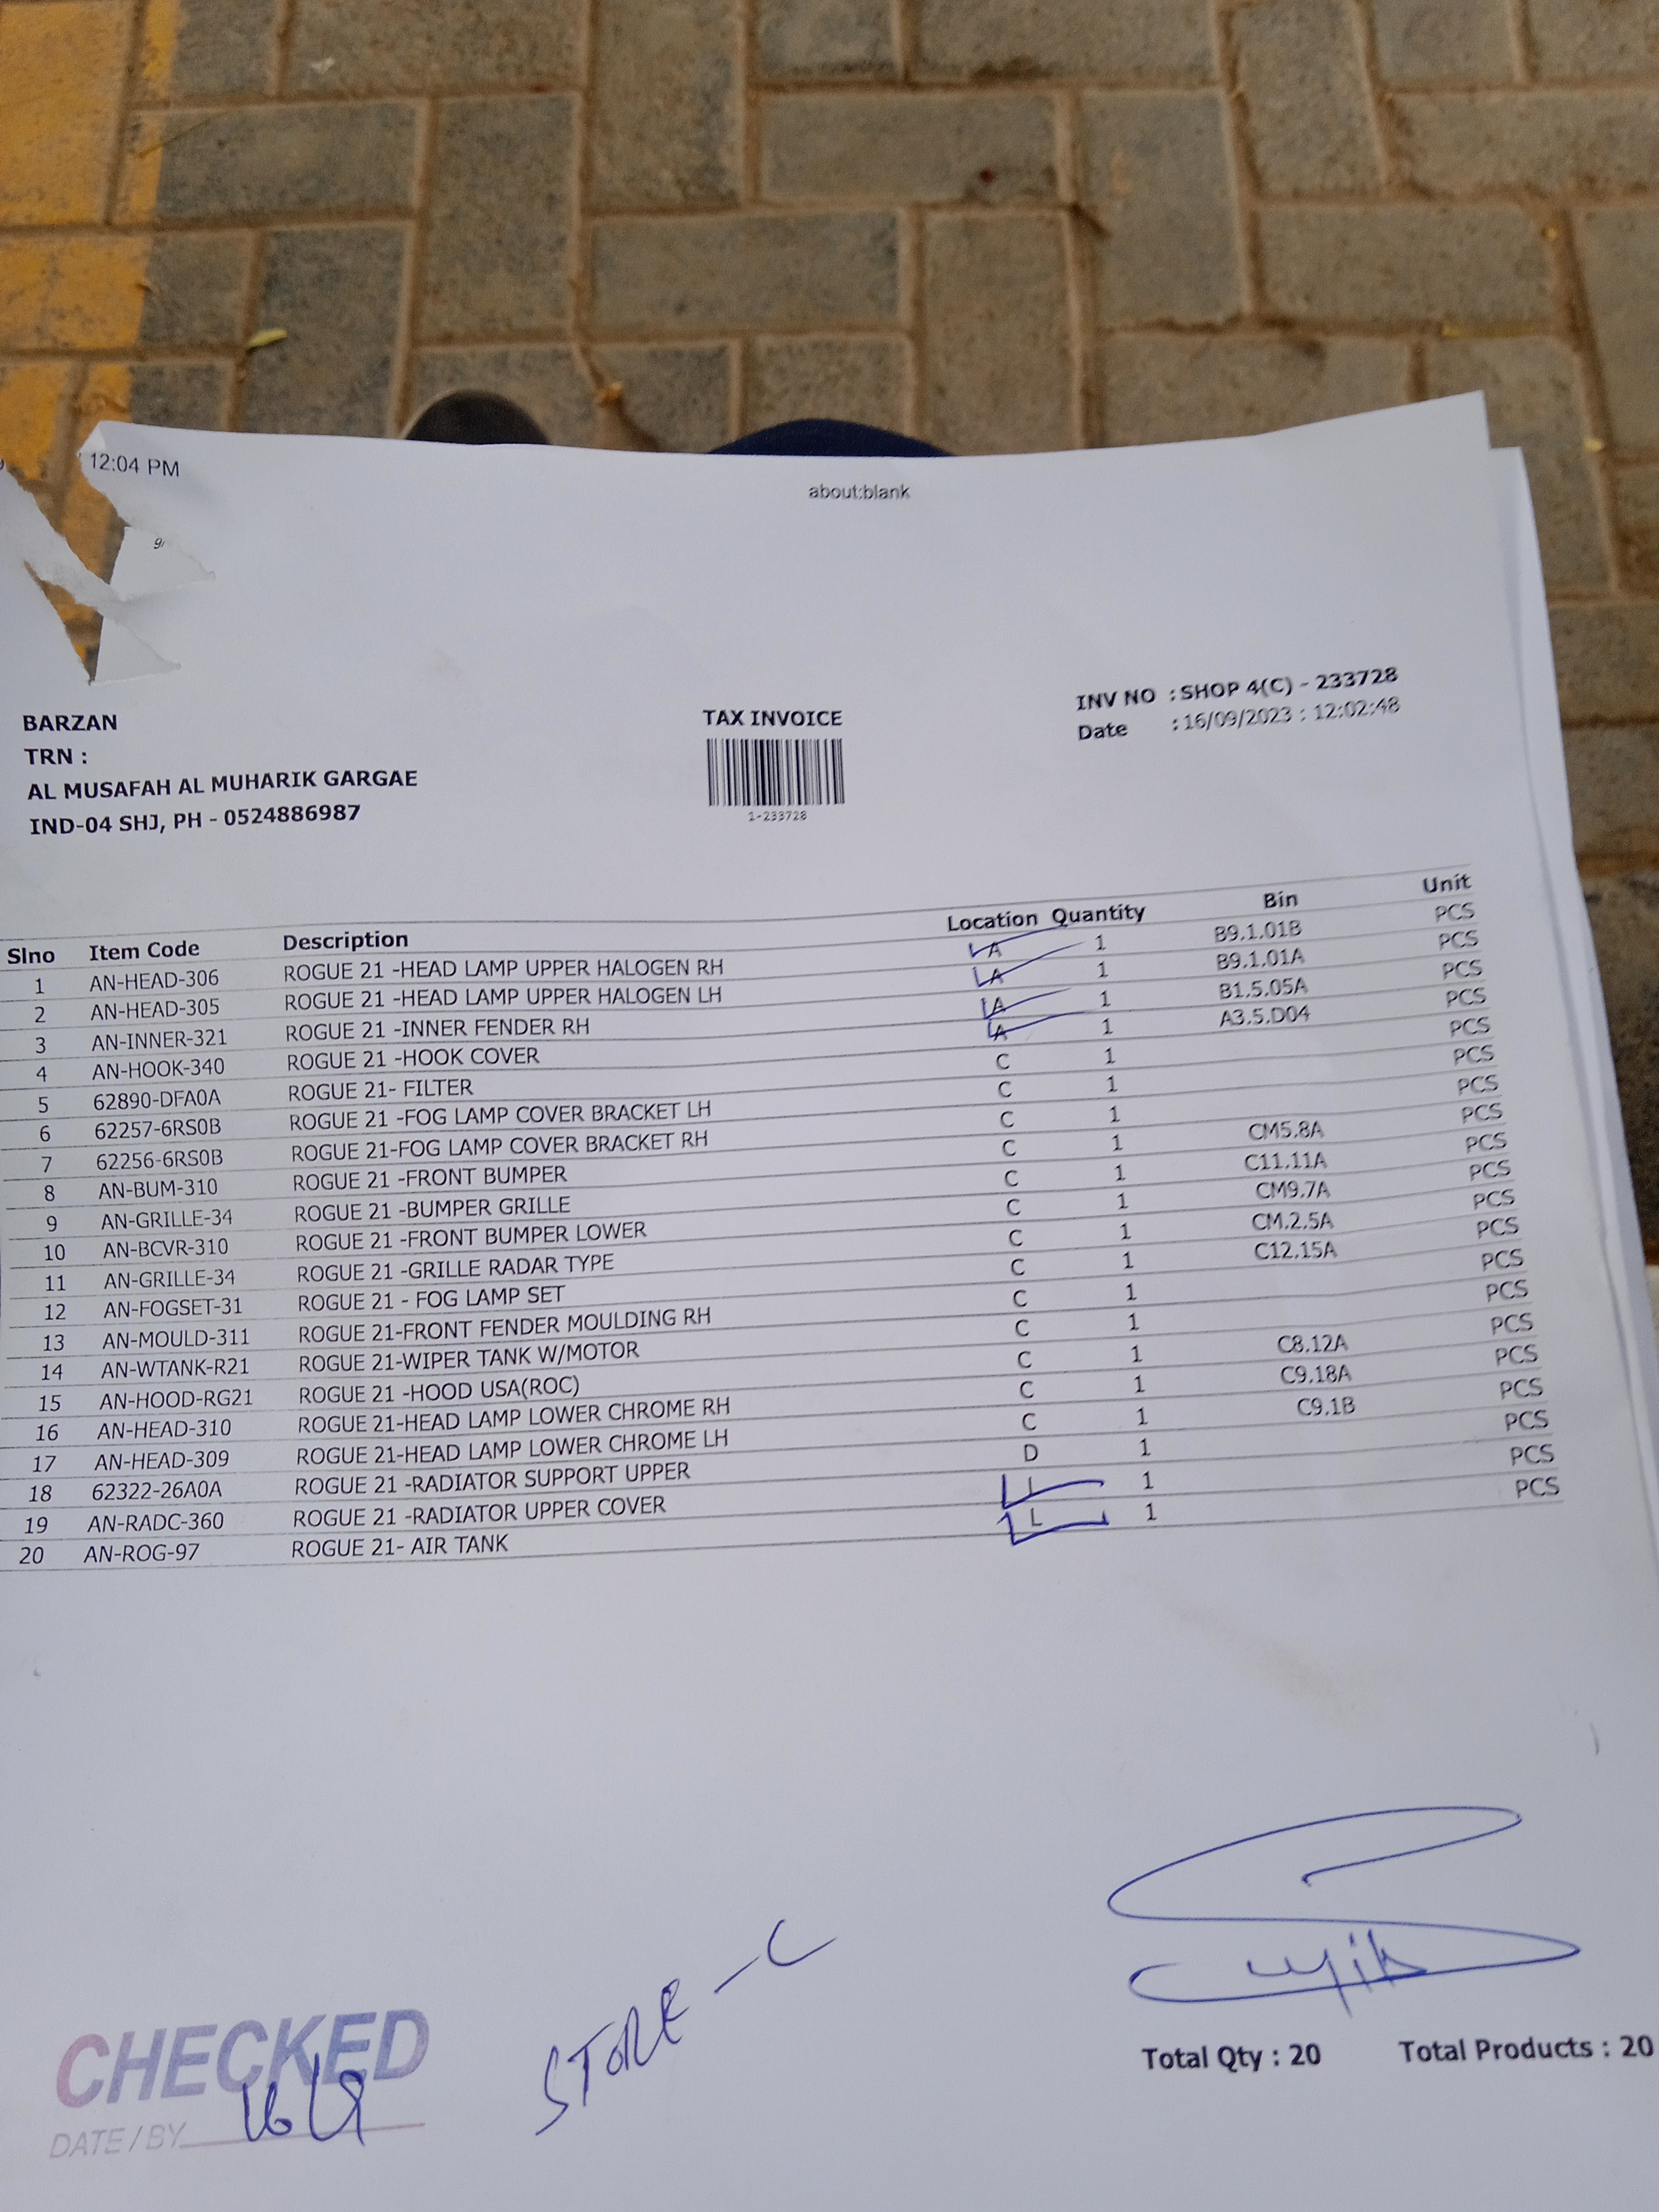 12:04 PM
about:blank
9/
BARZAN
TRN :
AL MUSAFAH AL MUHARIK GARGAE
IND-04 SHJ, PH - 0524886987
TAX INVOICE
1-233728
INV NO : SHOP 4(C) - 233728
Date : 16/09/2023 : 12:02:48
Slno Item Code Description Location Quantity Bin Unit
1 AN-HEAD-306 ROGUE 21 -HEAD LAMP UPPER HALOGEN RH A 1 B9.1.01B PCS
2 AN-HEAD-305 ROGUE 21 -HEAD LAMP UPPER HALOGEN LH A 1 B9.1.01A PCS
3 AN-INNER-321 ROGUE 21 -INNER FENDER RH A 1 B1.5.05A PCS
4 AN-HOOK-340 ROGUE 21 -HOOK COVER A 1 A3.5.D04 PCS
5 62890-DFA0A ROGUE 21- FILTER C 1 PCS
6 62257-6RS0B ROGUE 21 -FOG LAMP COVER BRACKET LH C 1 PCS
7 62256-6RS0B ROGUE 21-FOG LAMP COVER BRACKET RH C 1 PCS
8 AN-BUM-310 ROGUE 21 -FRONT BUMPER C 1 CM5.8A PCS
9 AN-GRILLE-34 ROGUE 21 -BUMPER GRILLE C 1 C11.11A PCS
10 AN-BCVR-310 ROGUE 21 -FRONT BUMPER LOWER C 1 CM9.7A PCS
11 AN-GRILLE-34 ROGUE 21 -GRILLE RADAR TYPE C 1 CM.2.5A PCS
12 AN-FOGSET-31 ROGUE 21 - FOG LAMP SET C 1 C12.15A PCS
13 AN-MOULD-311 ROGUE 21-FRONT FENDER MOULDING RH C 1 PCS
14 AN-WTANK-R21 ROGUE 21-WIPER TANK W/MOTOR C 1 PCS
15 AN-HOOD-RG21 ROGUE 21 -HOOD USA(ROC) C 1 C8.12A PCS
16 AN-HEAD-310 ROGUE 21-HEAD LAMP LOWER CHROME RH C 1 C9.18A PCS
17 AN-HEAD-309 ROGUE 21-HEAD LAMP LOWER CHROME LH C 1 C9.1B PCS
18 62322-26A0A ROGUE 21 -RADIATOR SUPPORT UPPER D 1 PCS
19 AN-RADC-360 ROGUE 21 -RADIATOR UPPER COVER L 1 PCS
20 AN-ROG-97 ROGUE 21- AIR TANK L 1 PCS
STORE - C
CHECKED
DATE/BY
Total Qty : 20 Total Products : 20